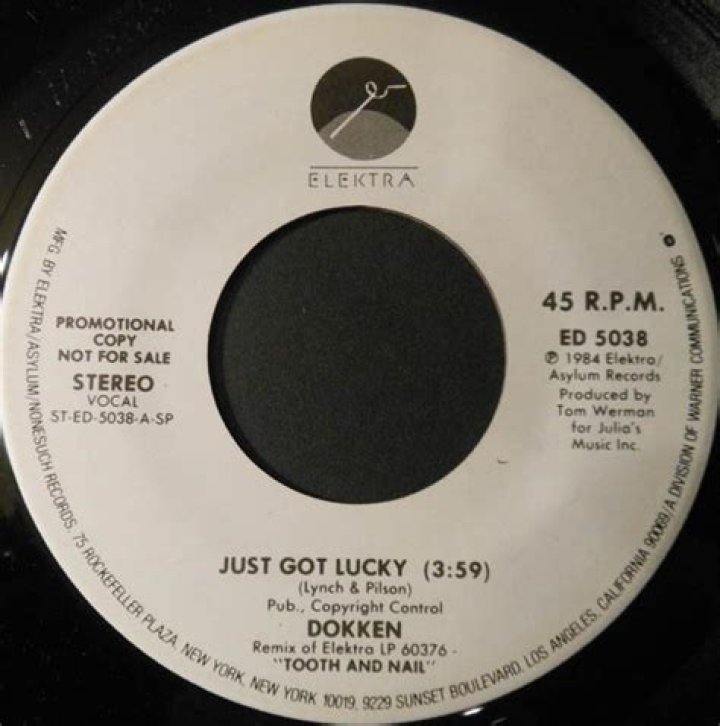 ELEKTRA
PROMOTIONAL
COPY
NOT FOR SALE
STEREO
VOCAL
ST-ED-5038-A-SP
45 R.P.M.
ED 5038
℗ 1984 Elektra/
Asylum Records
Produced by
Tom Werman
for Julia's
Music Inc.
JUST GOT LUCKY (3:59)
(Lynch & Pilson)
Pub., Copyright Control
DOKKEN
Remix of Elektra LP 60376 -
"TOOTH AND NAIL"
MFG. BY ELEKTRA/ASYLUM/NONESUCH RECORDS, 75 ROCKEFELLER PLAZA, NEW YORK, NEW YORK 10019. 9229 SUNSET BOULEVARD, LOS ANGELES, CALIFORNIA 90069/A DIVISION OF WARNER COMMUNICATIONS